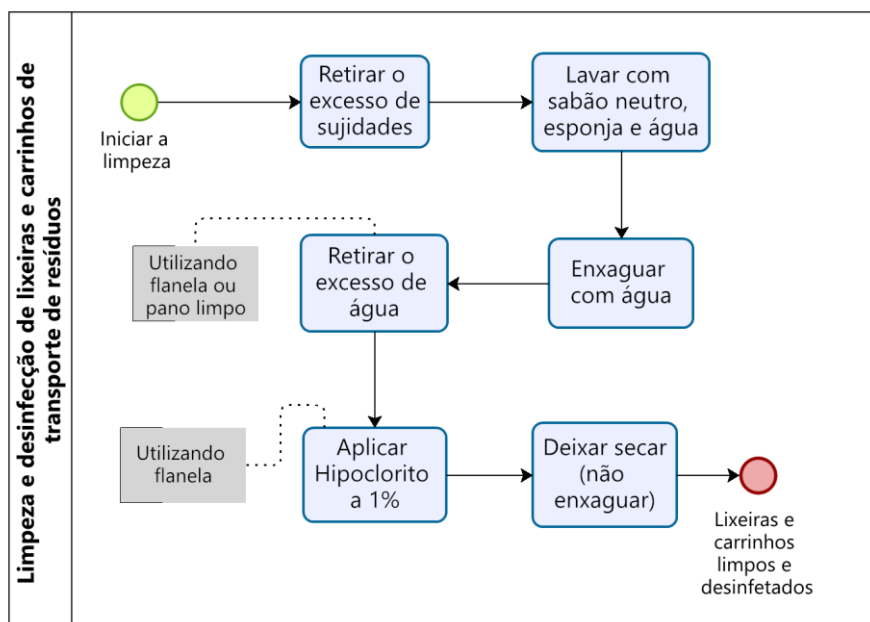 Limpeza e desinfecção de lixeiras e carrinhos de
transporte de resíduos
Iniciar a
limpeza
Retirar o
excesso de
sujidades
Lavar com
sabão neutro,
esponja e água
Enxaguar
com água
Retirar o
excesso de
água
Utilizando
flanela ou
pano limpo
Aplicar
Hipoclorito
a 1%
Utilizando
flanela
Deixar secar
(não
enxaguar)
Lixeiras e
carrinhos
limpos e
desinfetados